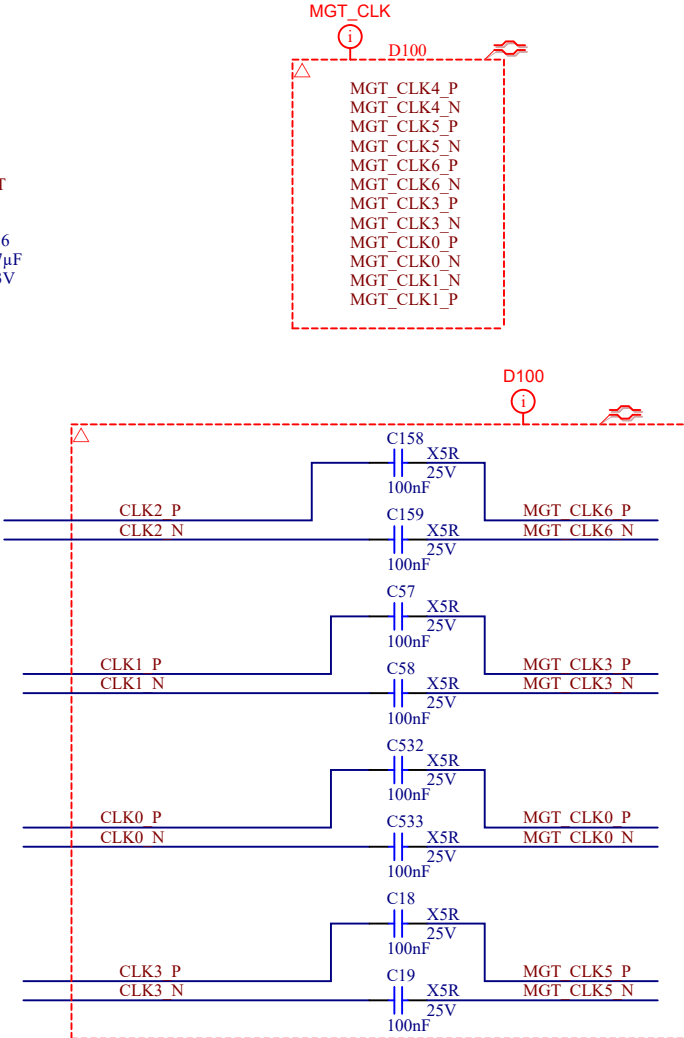 MGT_CLK
i
D100
MGT_CLK4_P
MGT_CLK4_N
MGT_CLK5_P
MGT_CLK5_N
MGT_CLK6_P
MGT_CLK6_N
MGT_CLK3_P
MGT_CLK3_N
MGT_CLK0_P
MGT_CLK0_N
MGT_CLK1_N
MGT_CLK1_P
6
µF
V
D100
i
C158
X5R
25V
100nF
CLK2_P
MGT_CLK6_P
C159
CLK2_N
X5R
MGT_CLK6_N
25V
100nF
C57
X5R
25V
100nF
CLK1_P
MGT_CLK3_P
C58
CLK1_N
X5R
MGT_CLK3_N
25V
100nF
C532
X5R
25V
100nF
CLK0_P
MGT_CLK0_P
C533
CLK0_N
X5R
MGT_CLK0_N
25V
100nF
C18
X5R
25V
100nF
CLK3_P
MGT_CLK5_P
C19
CLK3_N
X5R
MGT_CLK5_N
25V
100nF